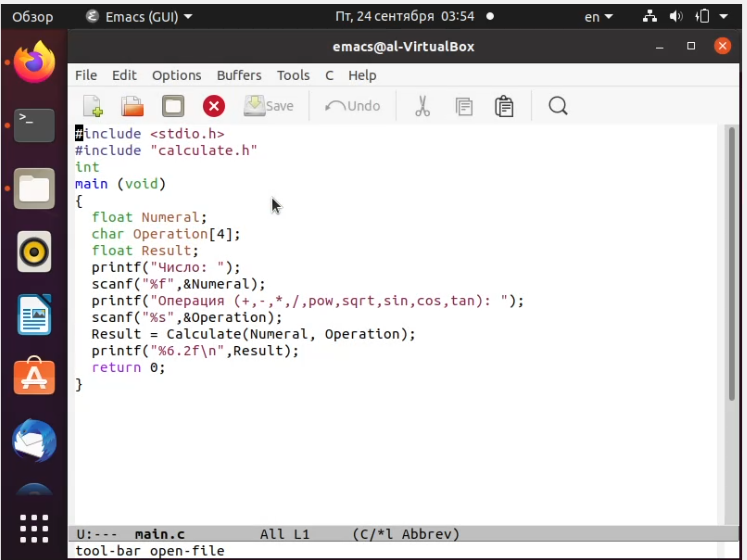 Обзор Emacs (GUI) Пт, 24 сентября 03:54 en
emacs@al-VirtualBox
File Edit Options Buffers Tools C Help
Save Undo
#include <stdio.h>
#include "calculate.h"
int
main (void)
{
  float Numeral;
  char Operation[4];
  float Result;
  printf("Число: ");
  scanf("%f",&Numeral);
  printf("Операция (+,-,*,/,pow,sqrt,sin,cos,tan): ");
  scanf("%s",&Operation);
  Result = Calculate(Numeral, Operation);
  printf("%6.2f\n",Result);
  return 0;
}
U:--- main.c All L1 (C/*l Abbrev)
tool-bar open-file